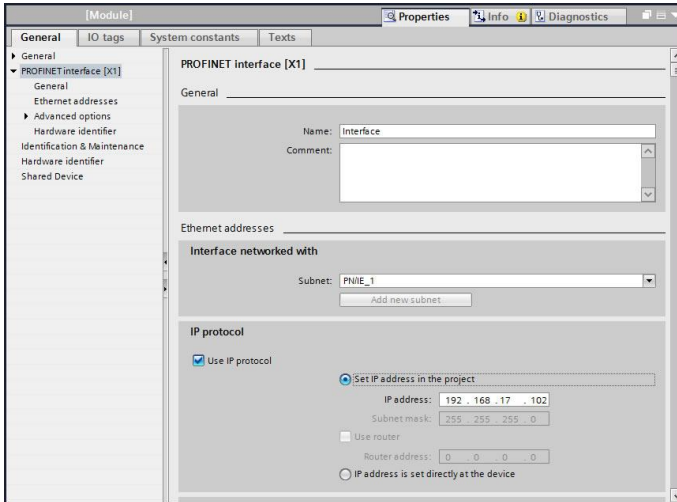 [Module]
Properties
Info
Diagnostics
General
IO tags
System constants
Texts
General
PROFINET interface [X1]
General
Ethernet addresses
Advanced options
Hardware identifier
Identification & Maintenance
Hardware identifier
Shared Device
PROFINET interface [X1]
General
Name: Interface
Comment:
Ethernet addresses
Interface networked with
Subnet: PN/IE_1
Add new subnet
IP protocol
Use IP protocol
Set IP address in the project
IP address: 192 . 168 . 17 . 102
Subnet mask: 255 . 255 . 255 . 0
Use router
Router address: 0 . 0 . 0 . 0
IP address is set directly at the device